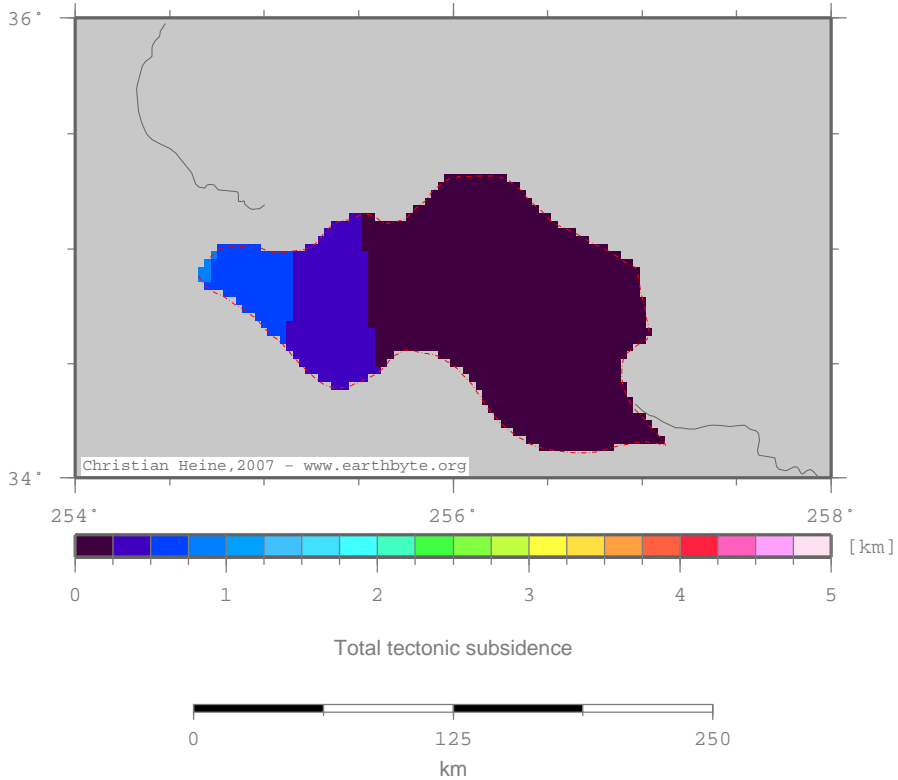 36°
34°
Christian Heine,2007 - www.earthbyte.org
254° 256° 258°
[km]
0 1 2 3 4 5
Total tectonic subsidence
0 125 250
km